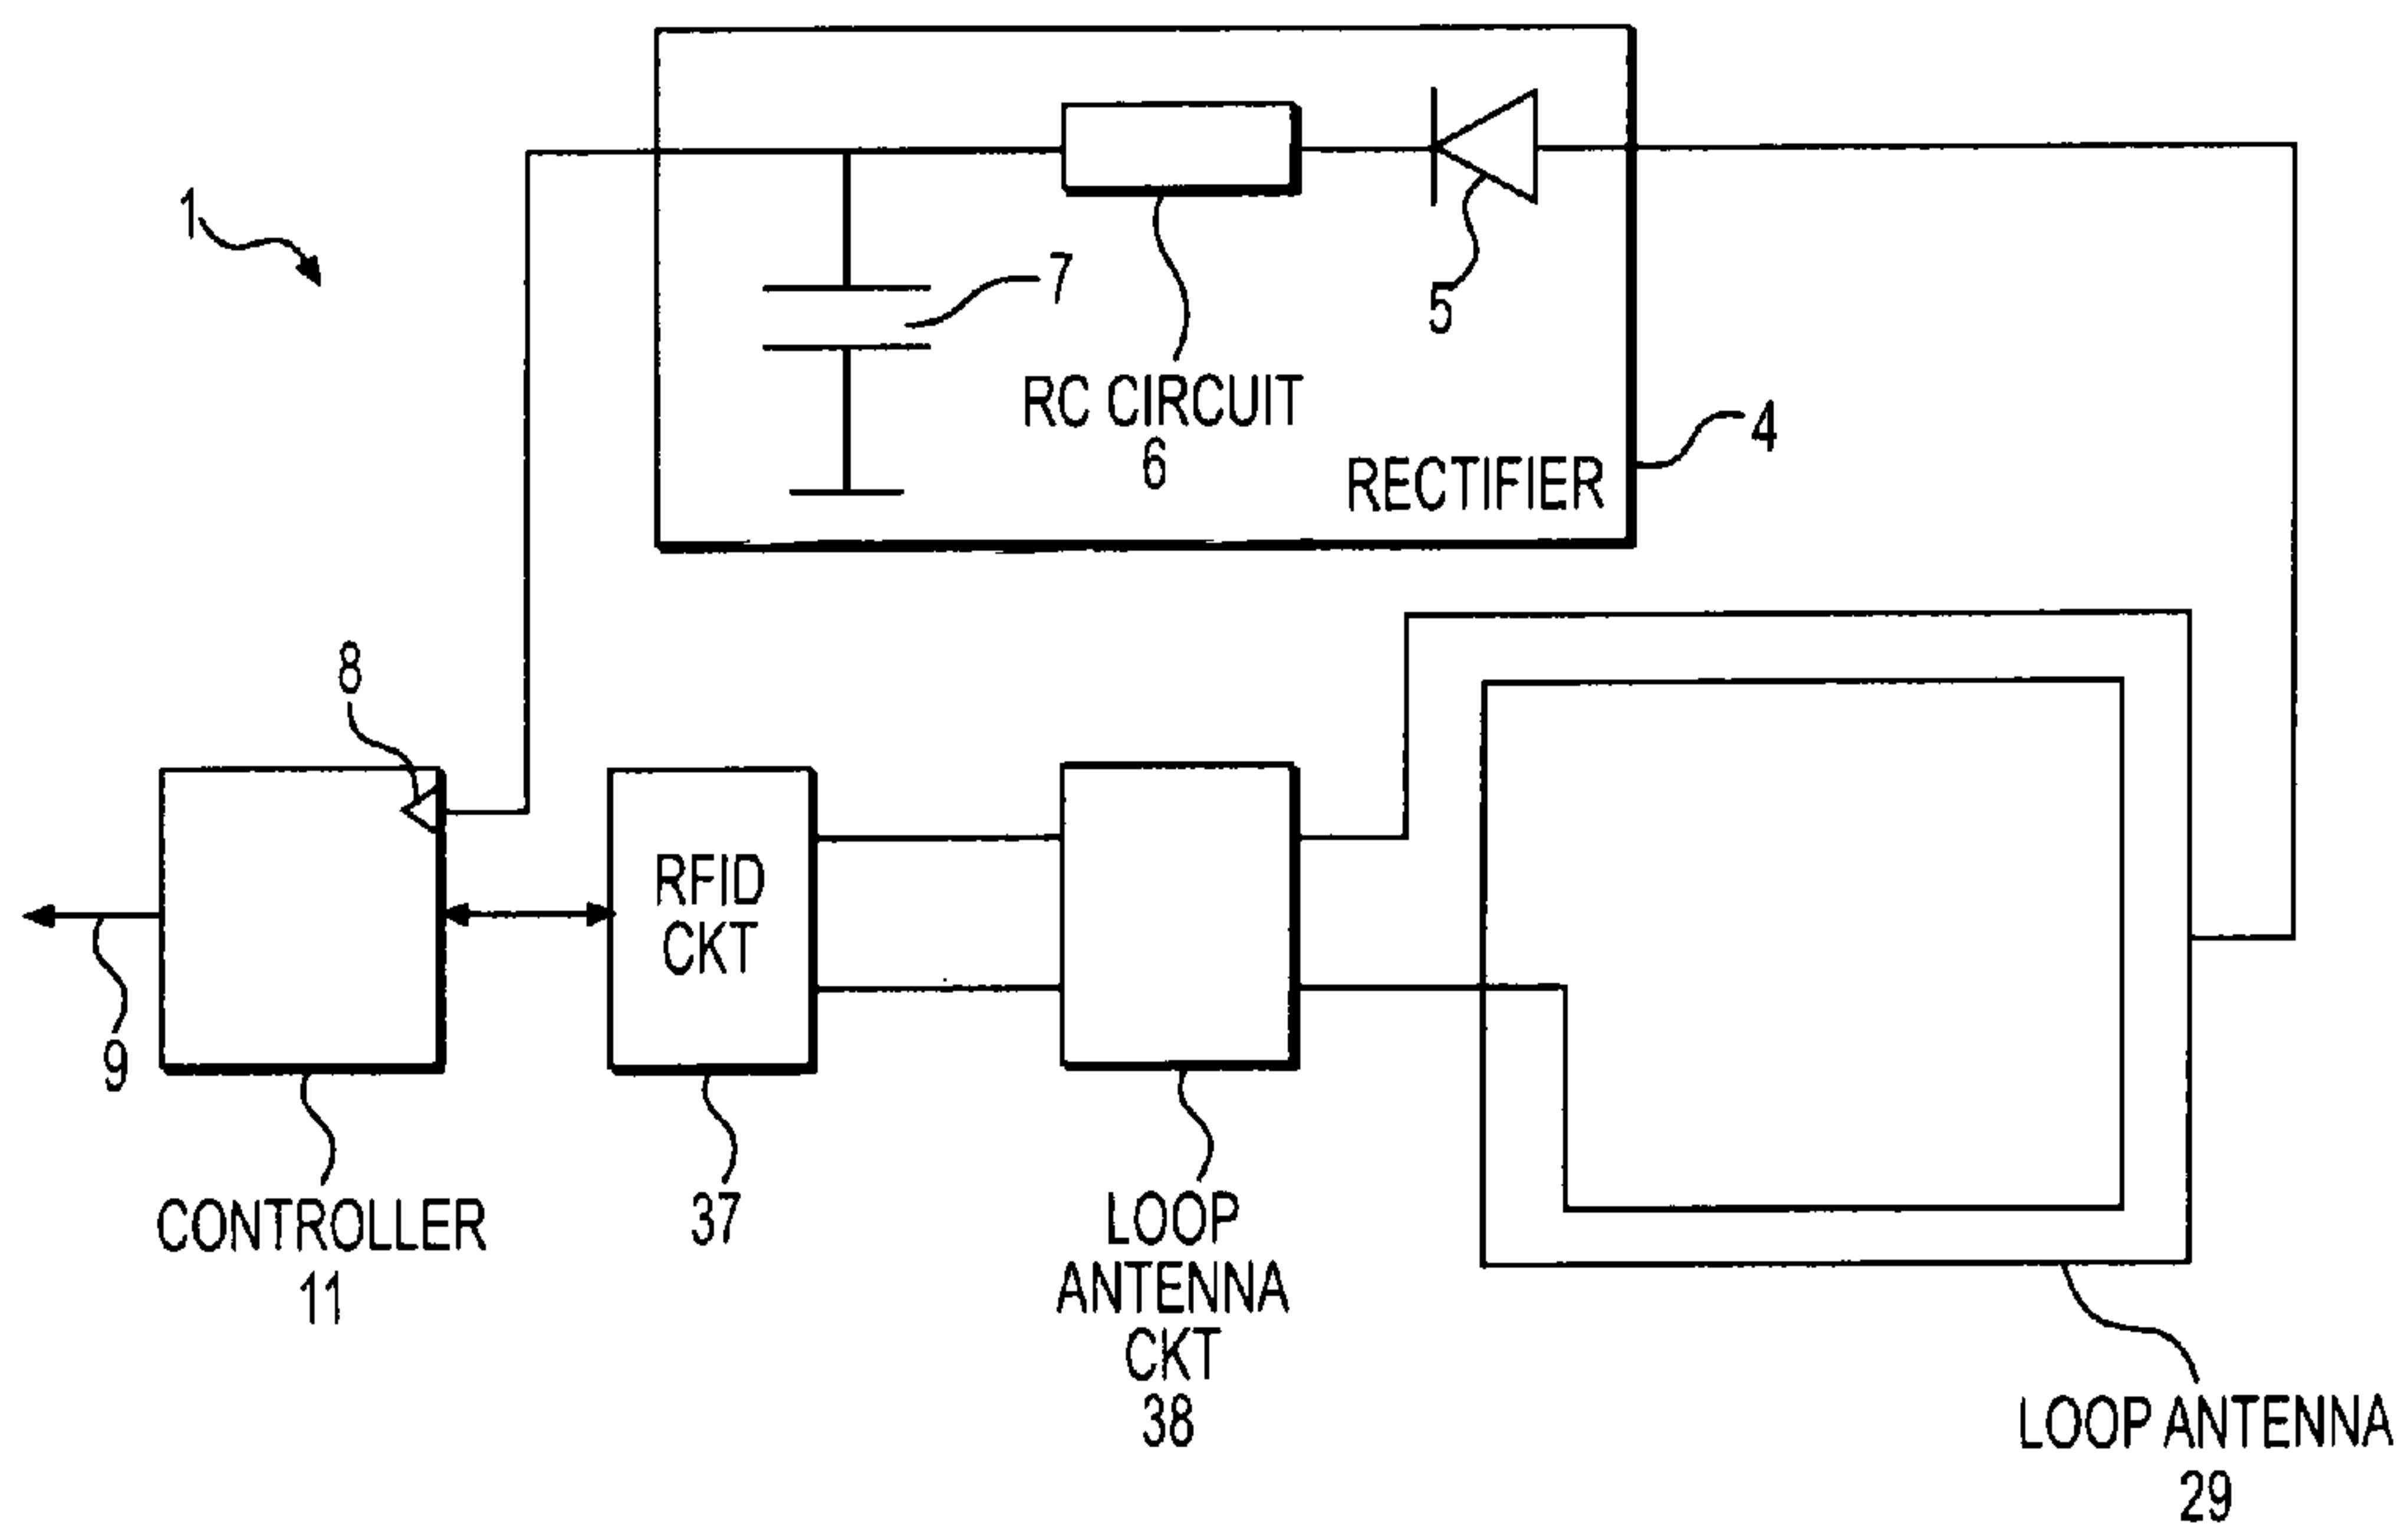 1
7
5
RC CIRCUIT
6
4
RECTIFIER
8
RFID
CKT
9
CONTROLLER
11
37
LOOP
ANTENNA
CKT
38
LOOP ANTENNA
29